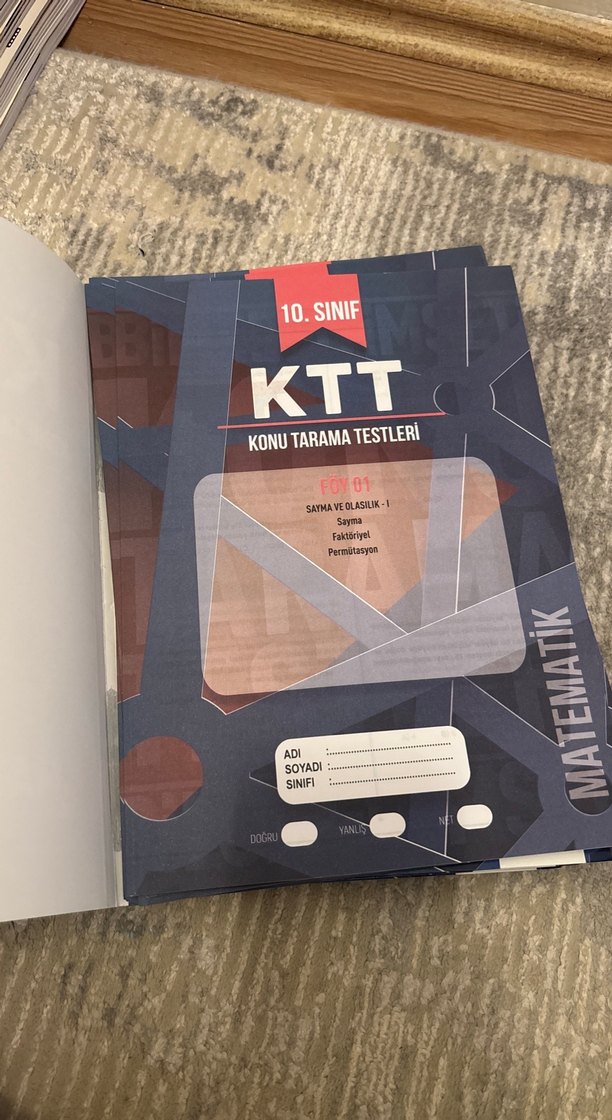 10. SINIF
KTT
KONU TARAMA TESTLERİ
FÖY 01
SAYMA VE OLASILIK - I
Sayma
Faktöriyel
Permütasyon
MATEMATİK
ADI :
SOYADI :
SINIFI :
DOĞRU
YANLIŞ
NET